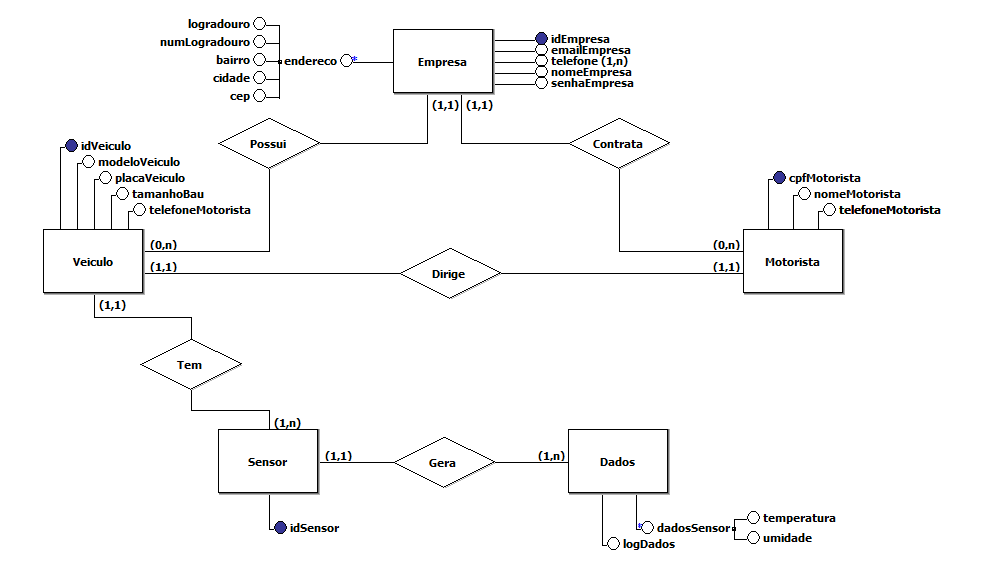 logradouro
numLogradouro
bairro
cidade
cep
endereco
*
Empresa
idEmpresa
emailEmpresa
telefone (1,n)
nomeEmpresa
senhaEmpresa
(1,1)
(1,1)
Possui
Contrata
idVeiculo
modeloVeiculo
placaVeiculo
tamanhoBau
telefoneMotorista
cpfMotorista
nomeMotorista
telefoneMotorista
(0,n)
(0,n)
Veiculo
(1,1)
Dirige
(1,1)
Motorista
(1,1)
Tem
(1,n)
Sensor
(1,1)
Gera
(1,n)
Dados
idSensor
*
dadosSensor
temperatura
umidade
logDados